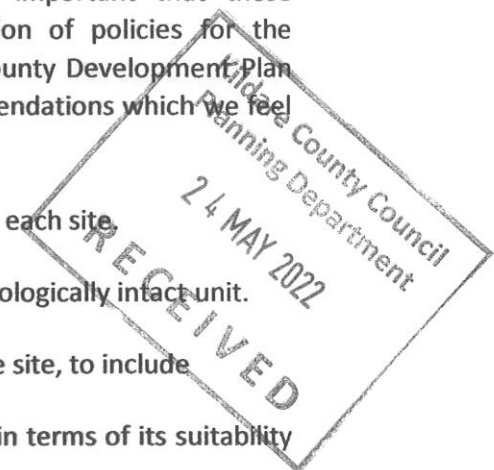 important that these
ion of policies for the
ounty Development Plan
endations which we feel
each site.
ologically intact unit.
e site, to include
in terms of its suitability
Kildare County Council
Planning Department
24 MAY 2022
RECEIVED